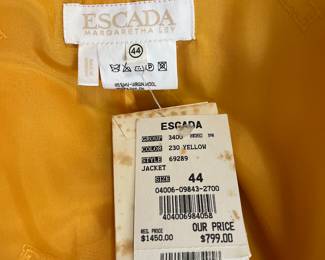 ESCADA
MARGARETHA LEY
44
ESCADA
GROUP 3400
COLOR 230 YELLOW
STYLE 69289
JACKET
SIZE 44
04006-09843-2700
404006984058
REG. PRICE OUR PRICE
$1450.00 $799.00